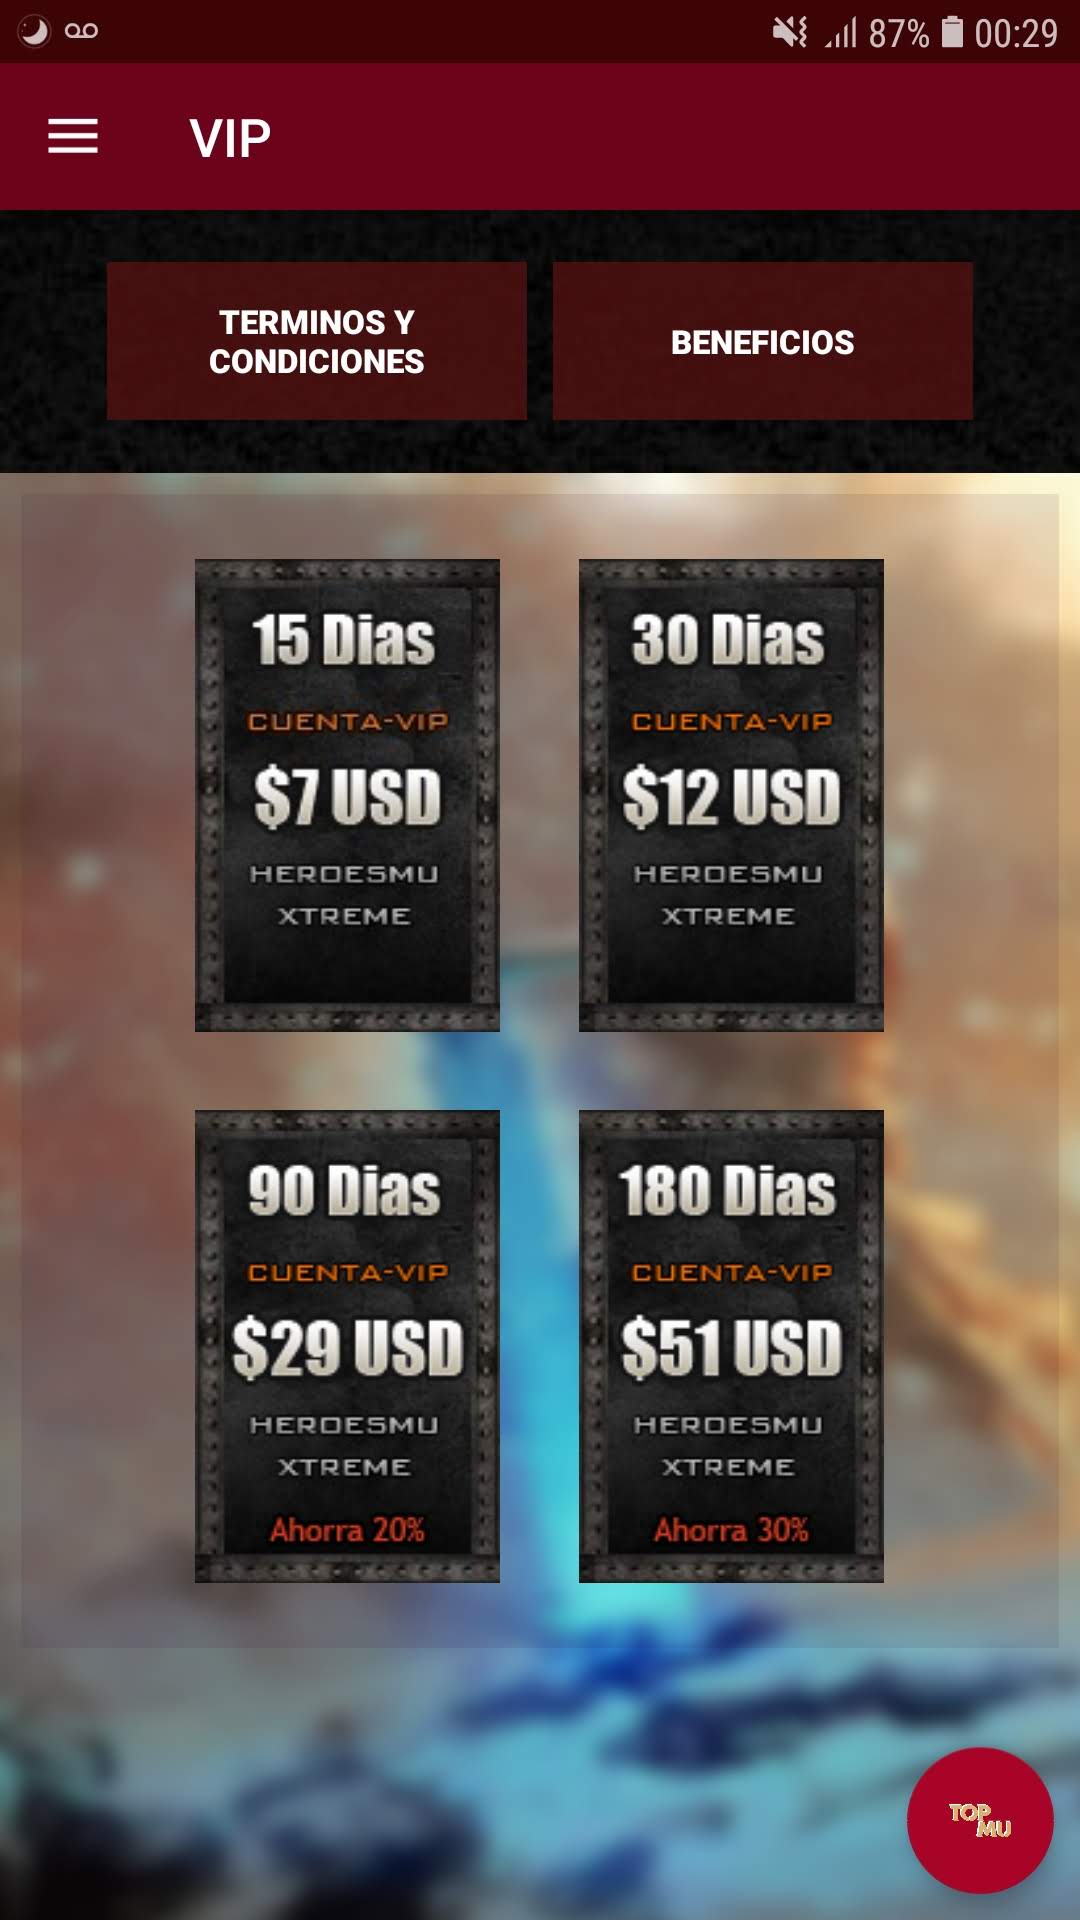 87% 00:29
VIP
TERMINOS Y
CONDICIONES
BENEFICIOS
15 Dias
CUENTA-VIP
$7 USD
HEROESMU
XTREME
30 Dias
CUENTA-VIP
$12 USD
HEROESMU
XTREME
90 Dias
CUENTA-VIP
$29 USD
HEROESMU
XTREME
Ahorra 20%
180 Dias
CUENTA-VIP
$51 USD
HEROESMU
XTREME
Ahorra 30%
TOP
MU